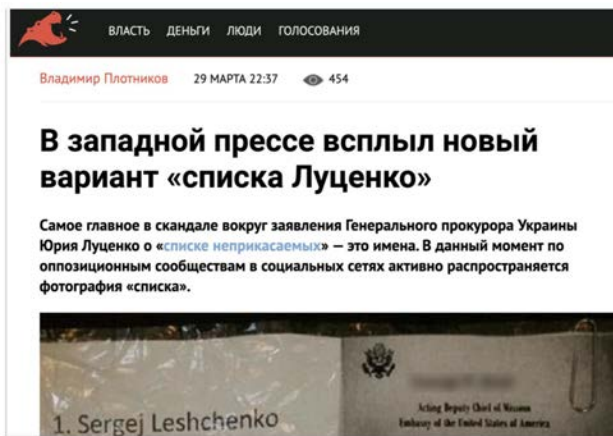 ВЛАСТЬ ДЕНЬГИ ЛЮДИ ГОЛОСОВАНИЯ
Владимир Плотников 29 МАРТА 22:37 454
В западной прессе всплыл новый
вариант «списка Луценко»
Самое главное в скандале вокруг заявления Генерального прокурора Украины
Юрия Луценко о «списке неприкасаемых» — это имена. В данный момент по
оппозиционным сообществам в социальных сетях активно распространяется
фотография «списка».
1. Sergej Leshchenko
Acting Deputy Chief of Mission
Embassy of the United States of America